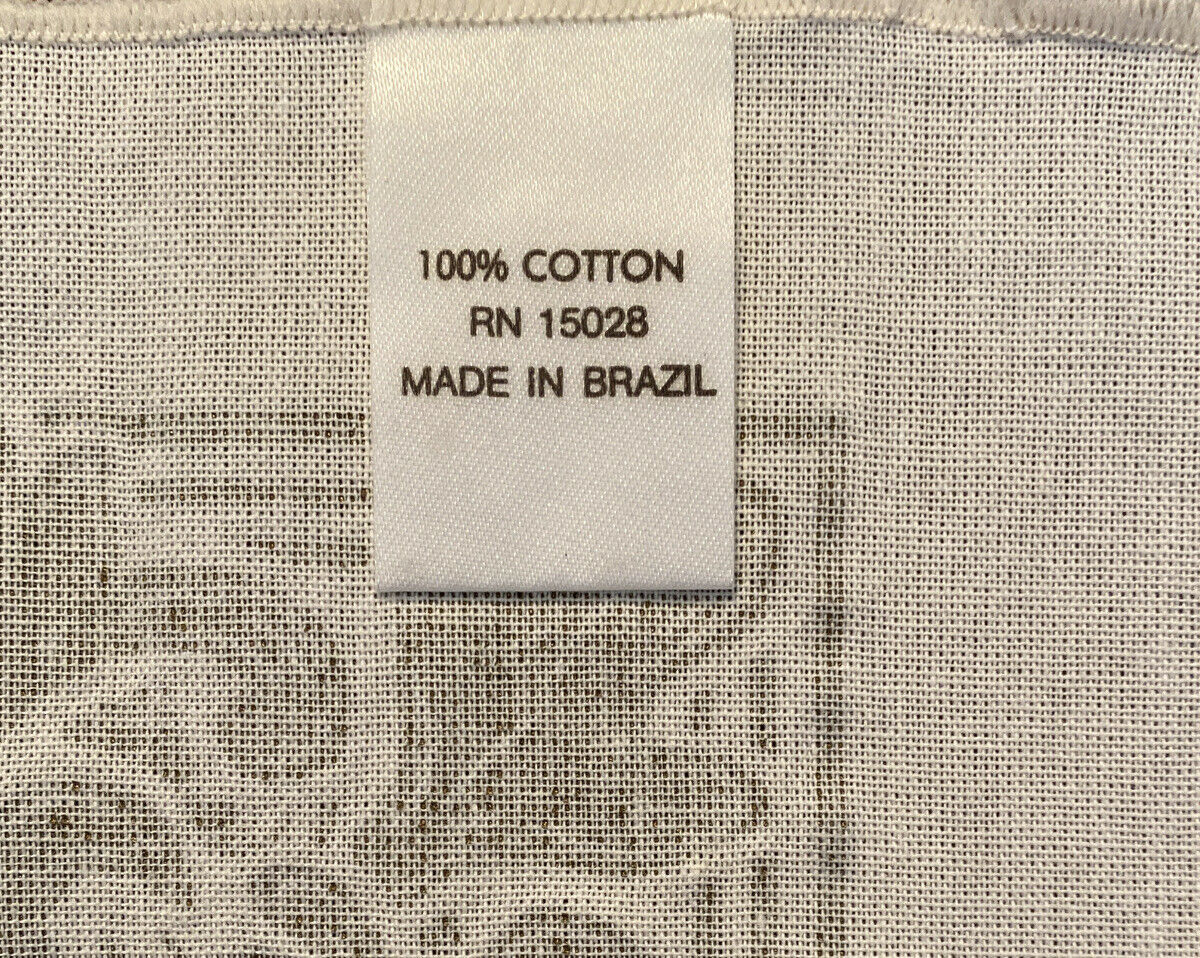 100% COTTON
RN 15028
MADE IN BRAZIL